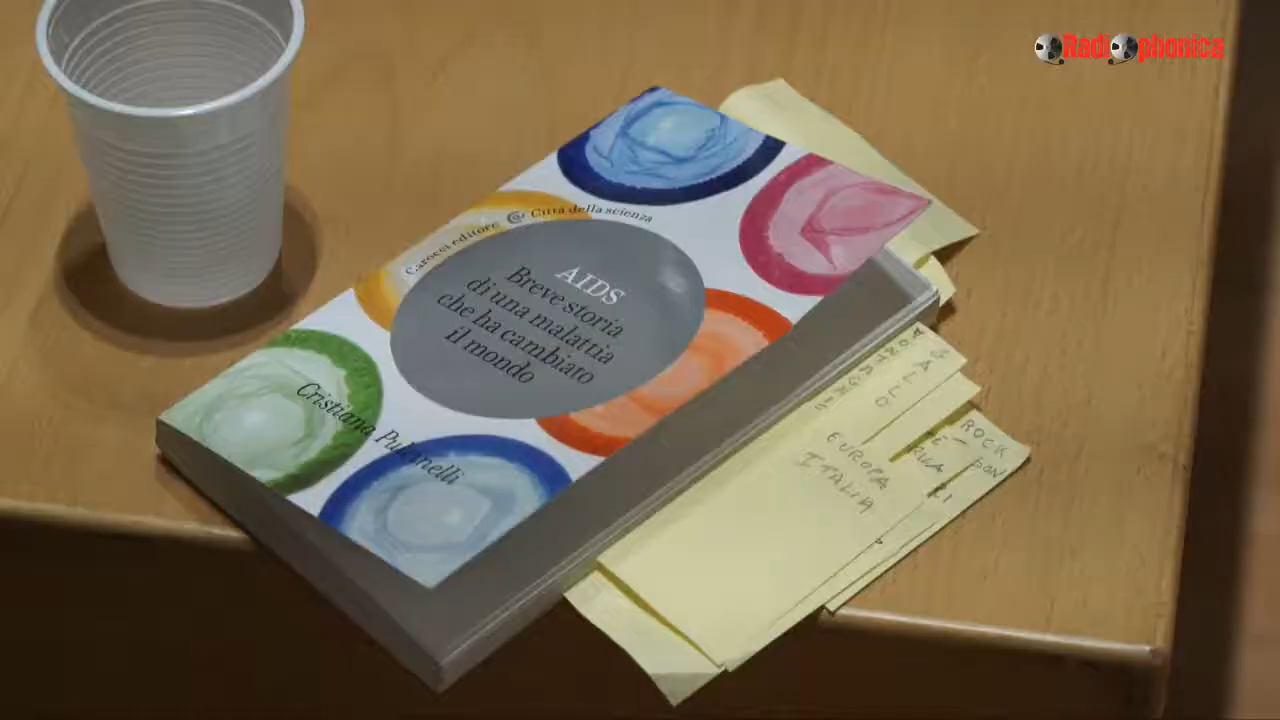 Radiophonica
Carocci editore @ Città della scienza
AIDS
Breve storia
di una malattia
che ha cambiato
il mondo
Cristiana Pulcinelli
GALLO
EUROPA
ITALIA
ROCK